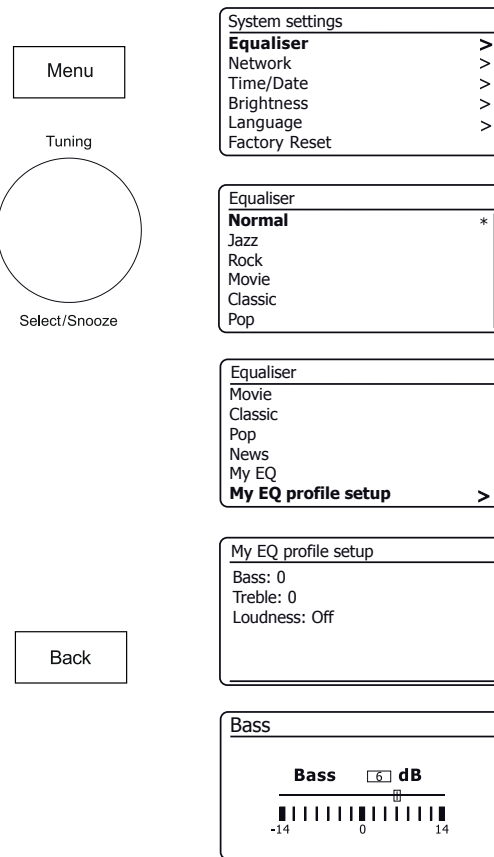 Menu
Tuning
Select/Snooze
Back
System settings
Equaliser >
Network >
Time/Date >
Brightness >
Language >
Factory Reset
Equaliser
Normal *
Jazz
Rock
Movie
Classic
Pop
Equaliser
Movie
Classic
Pop
News
My EQ
My EQ profile setup >
My EQ profile setup
Bass: 0
Treble: 0
Loudness: Off
Bass
Bass 6 dB
-14 0 14